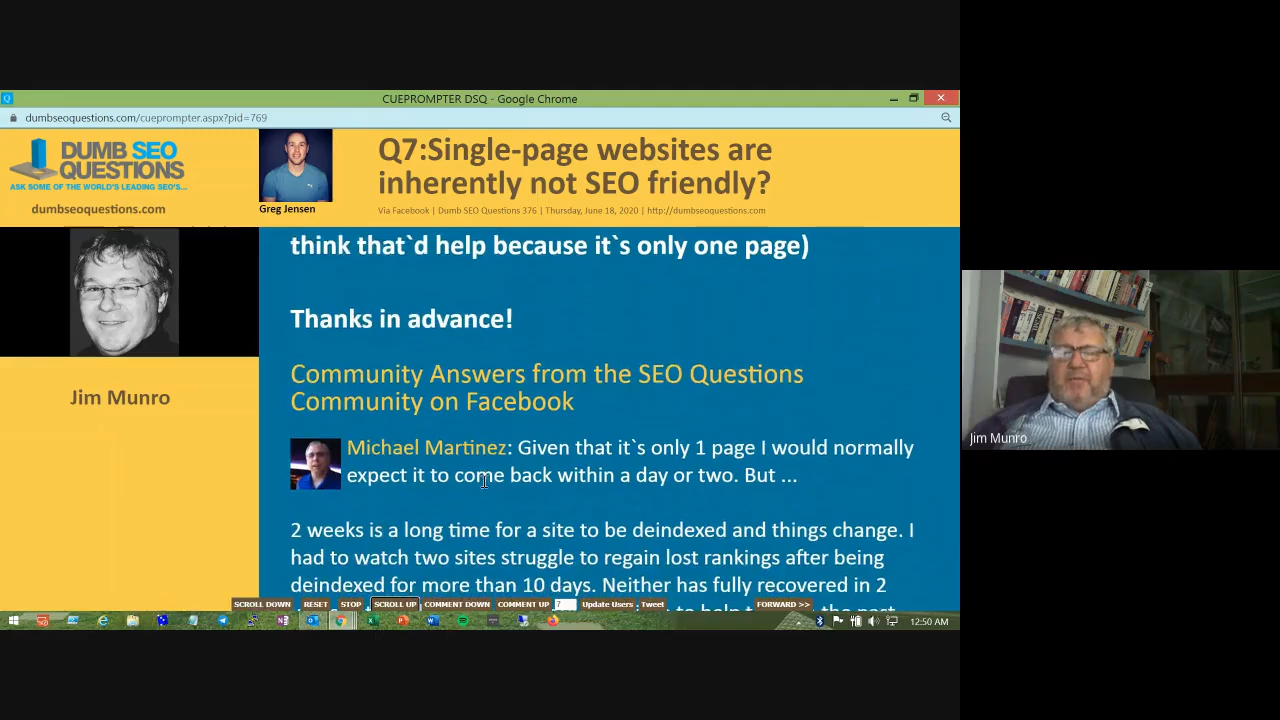 CUEPROMPTER DSQ - Google Chrome
dumbseoquestions.com/cueprompter.aspx?pid=769
DUMB SEO
QUESTIONS
ASK SOME OF THE WORLD'S LEADING SEO'S...
dumbseoquestions.com
Greg Jensen
Q7:Single-page websites are
inherently not SEO friendly?
Via Facebook | Dumb SEO Questions 376 | Thursday, June 18, 2020 | http://dumbseoquestions.com
Jim Munro
think that`d help because it`s only one page)
Thanks in advance!
Community Answers from the SEO Questions
Community on Facebook
Michael Martinez: Given that it`s only 1 page I would normally
expect it to come back within a day or two. But ...
2 weeks is a long time for a site to be deindexed and things change. I
had to watch two sites struggle to regain lost rankings after being
deindexed for more than 10 days. Neither has fully recovered in 2
SCROLL DOWN RESET STOP SCROLL UP COMMENT DOWN COMMENT UP 7 Update Users Tweet FORWARD >>
12:50 AM
Jim Munro